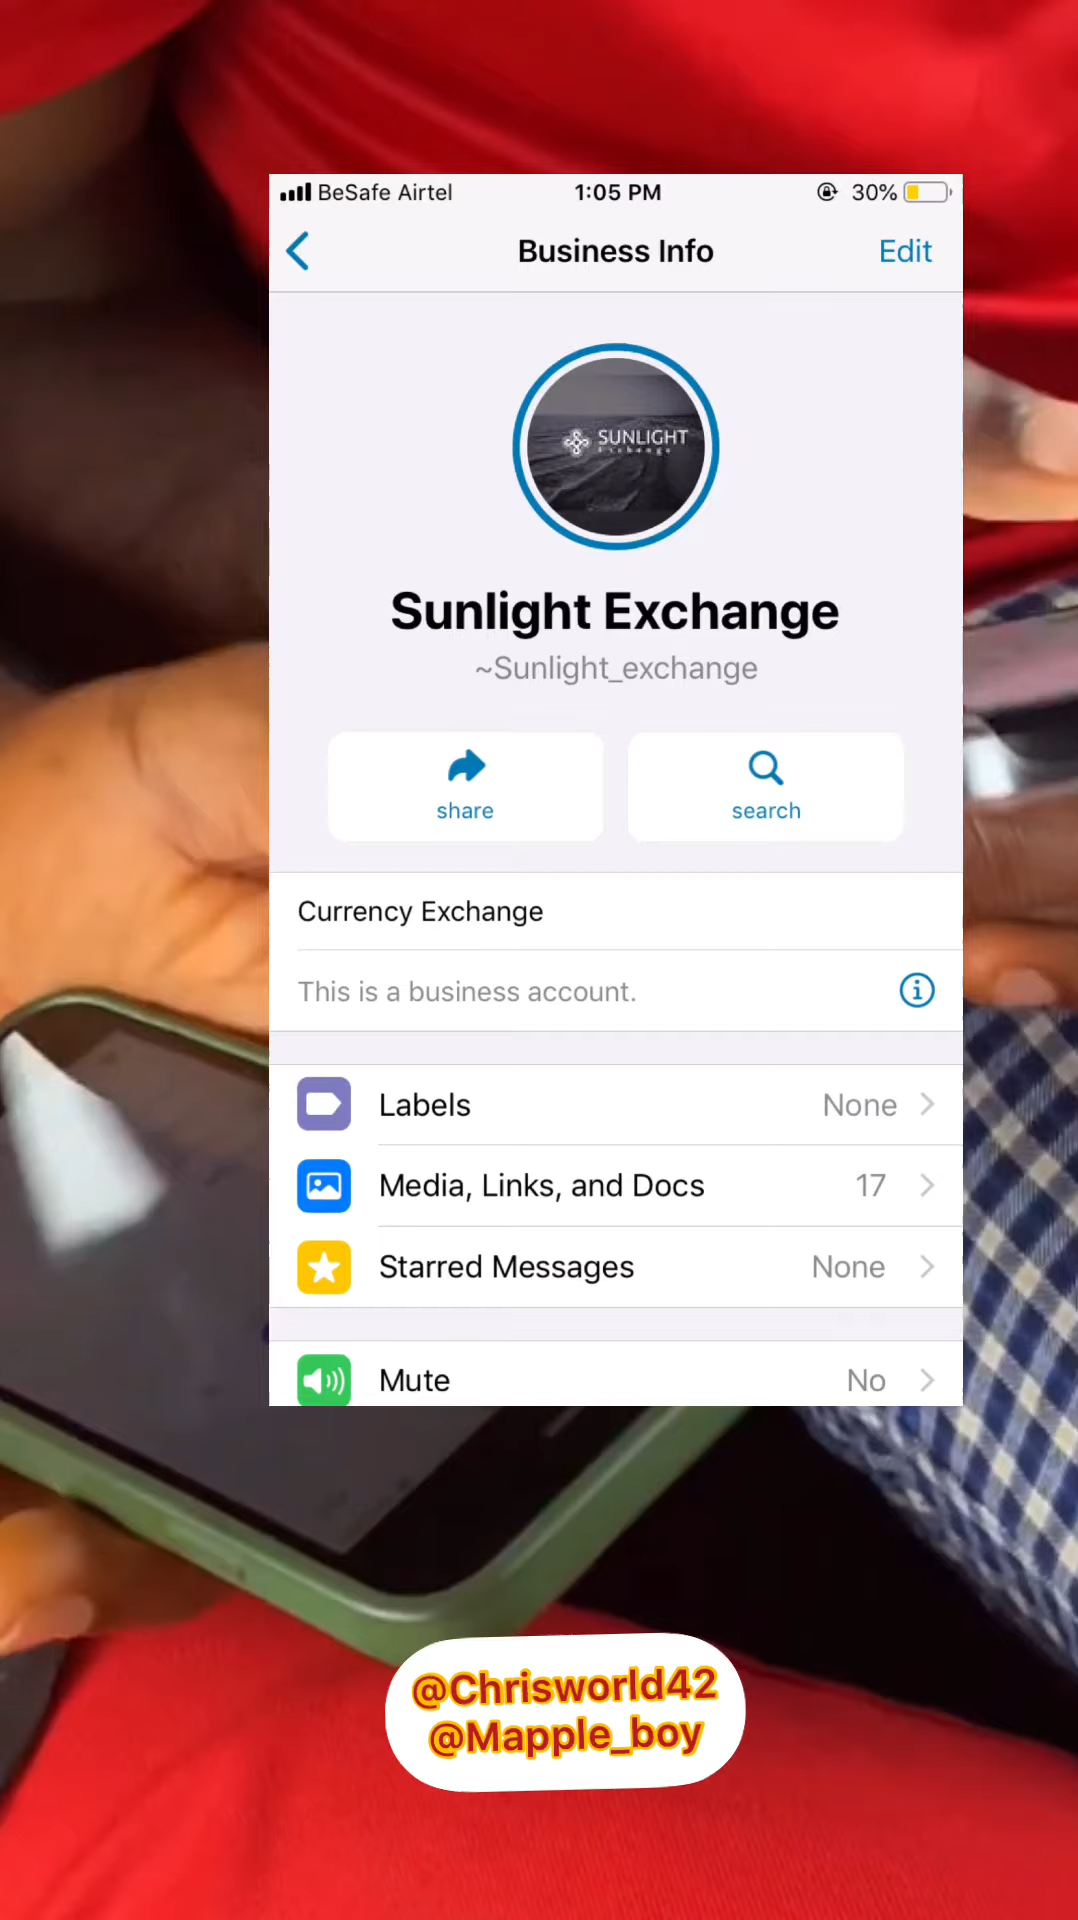 BeSafe Airtel 1:05 PM 30%
Business Info Edit
SUNLIGHT
Exchange
Sunlight Exchange
~Sunlight_exchange
share search
Currency Exchange
This is a business account.
Labels None
Media, Links, and Docs 17
Starred Messages None
Mute No
@Chrisworld42
@Mapple_boy